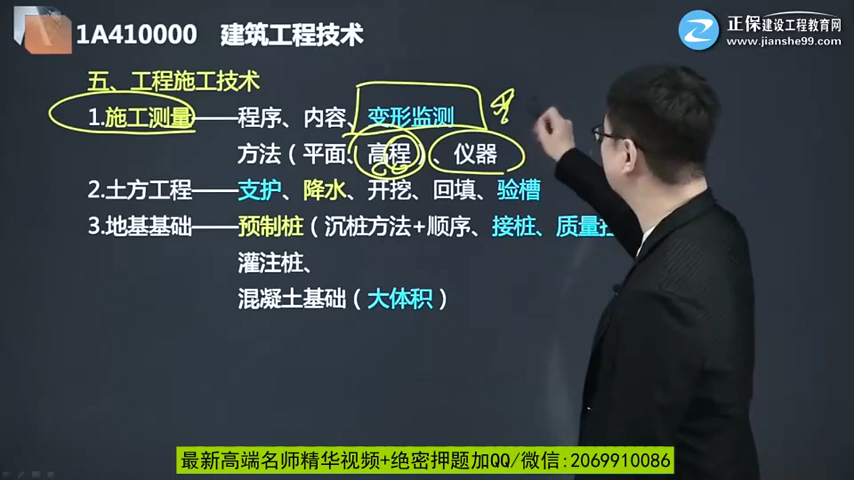 1A410000 建筑工程技术
正保建设工程教育网
www.jianshe99.com
五、工程施工技术
1.施工测量——程序、内容、变形监测
方法（平面、高程）、仪器
2.土方工程——支护、降水、开挖、回填、验槽
3.地基基础——预制桩（沉桩方法+顺序、接桩、质量
灌注桩、
混凝土基础（大体积）
最新高端名师精华视频+绝密押题加QQ/微信:2069910086